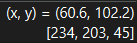 (x, y) = (60.6, 102.2)
[234, 203, 45]